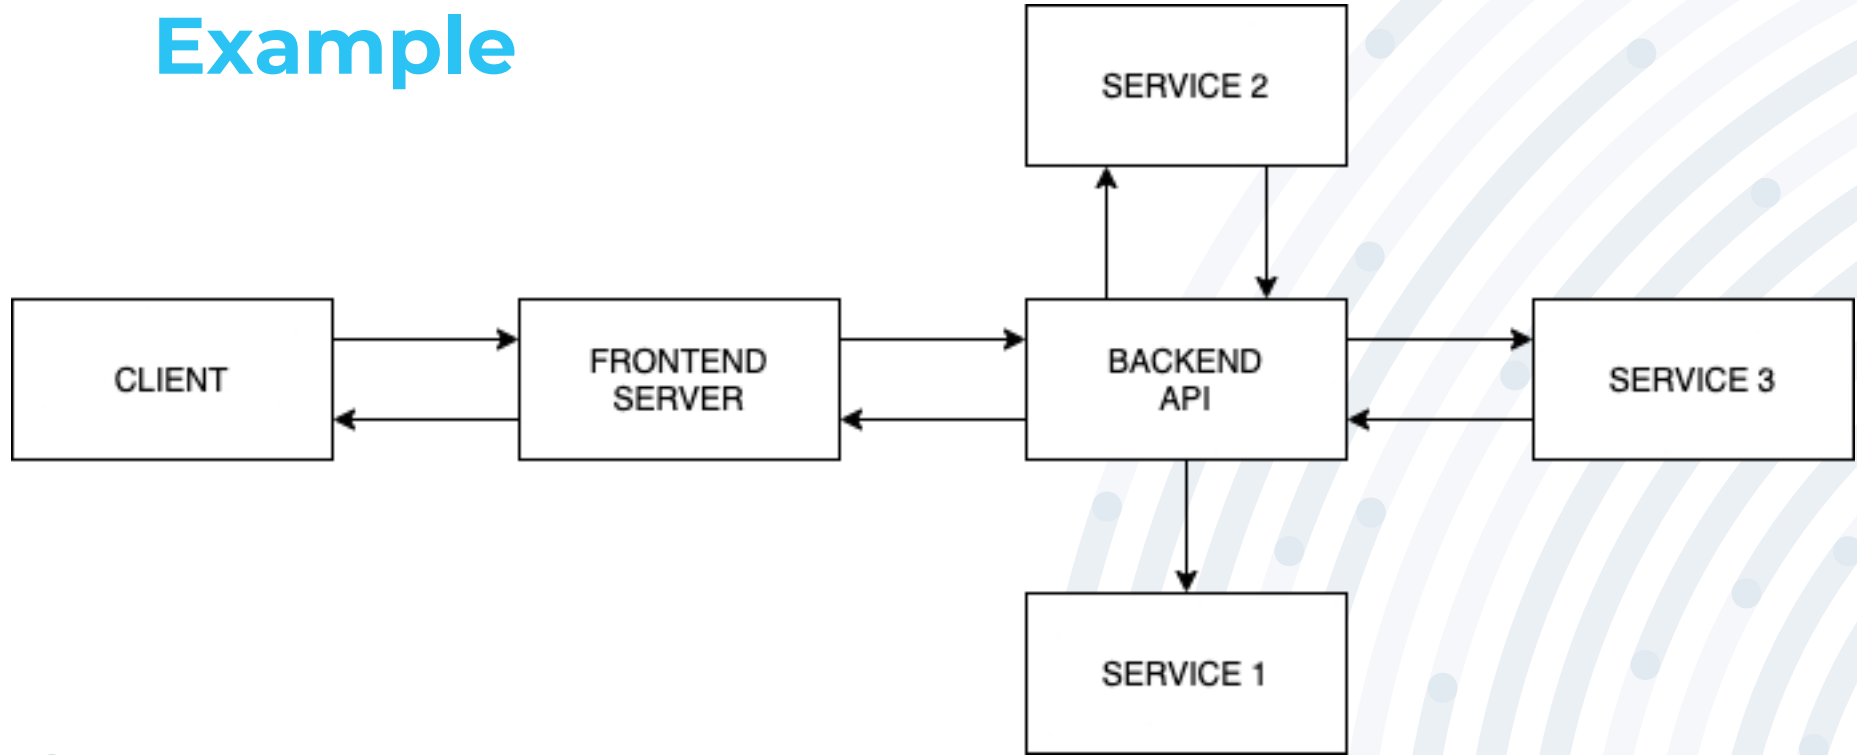 Example
SERVICE 2
CLIENT
FRONTEND
SERVER
BACKEND
API
SERVICE 3
SERVICE 1